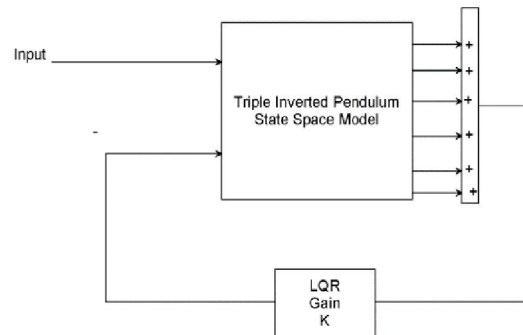 Input
-
Triple Inverted Pendulum
State Space Model
+
+
+
+
+
+
LQR
Gain
K